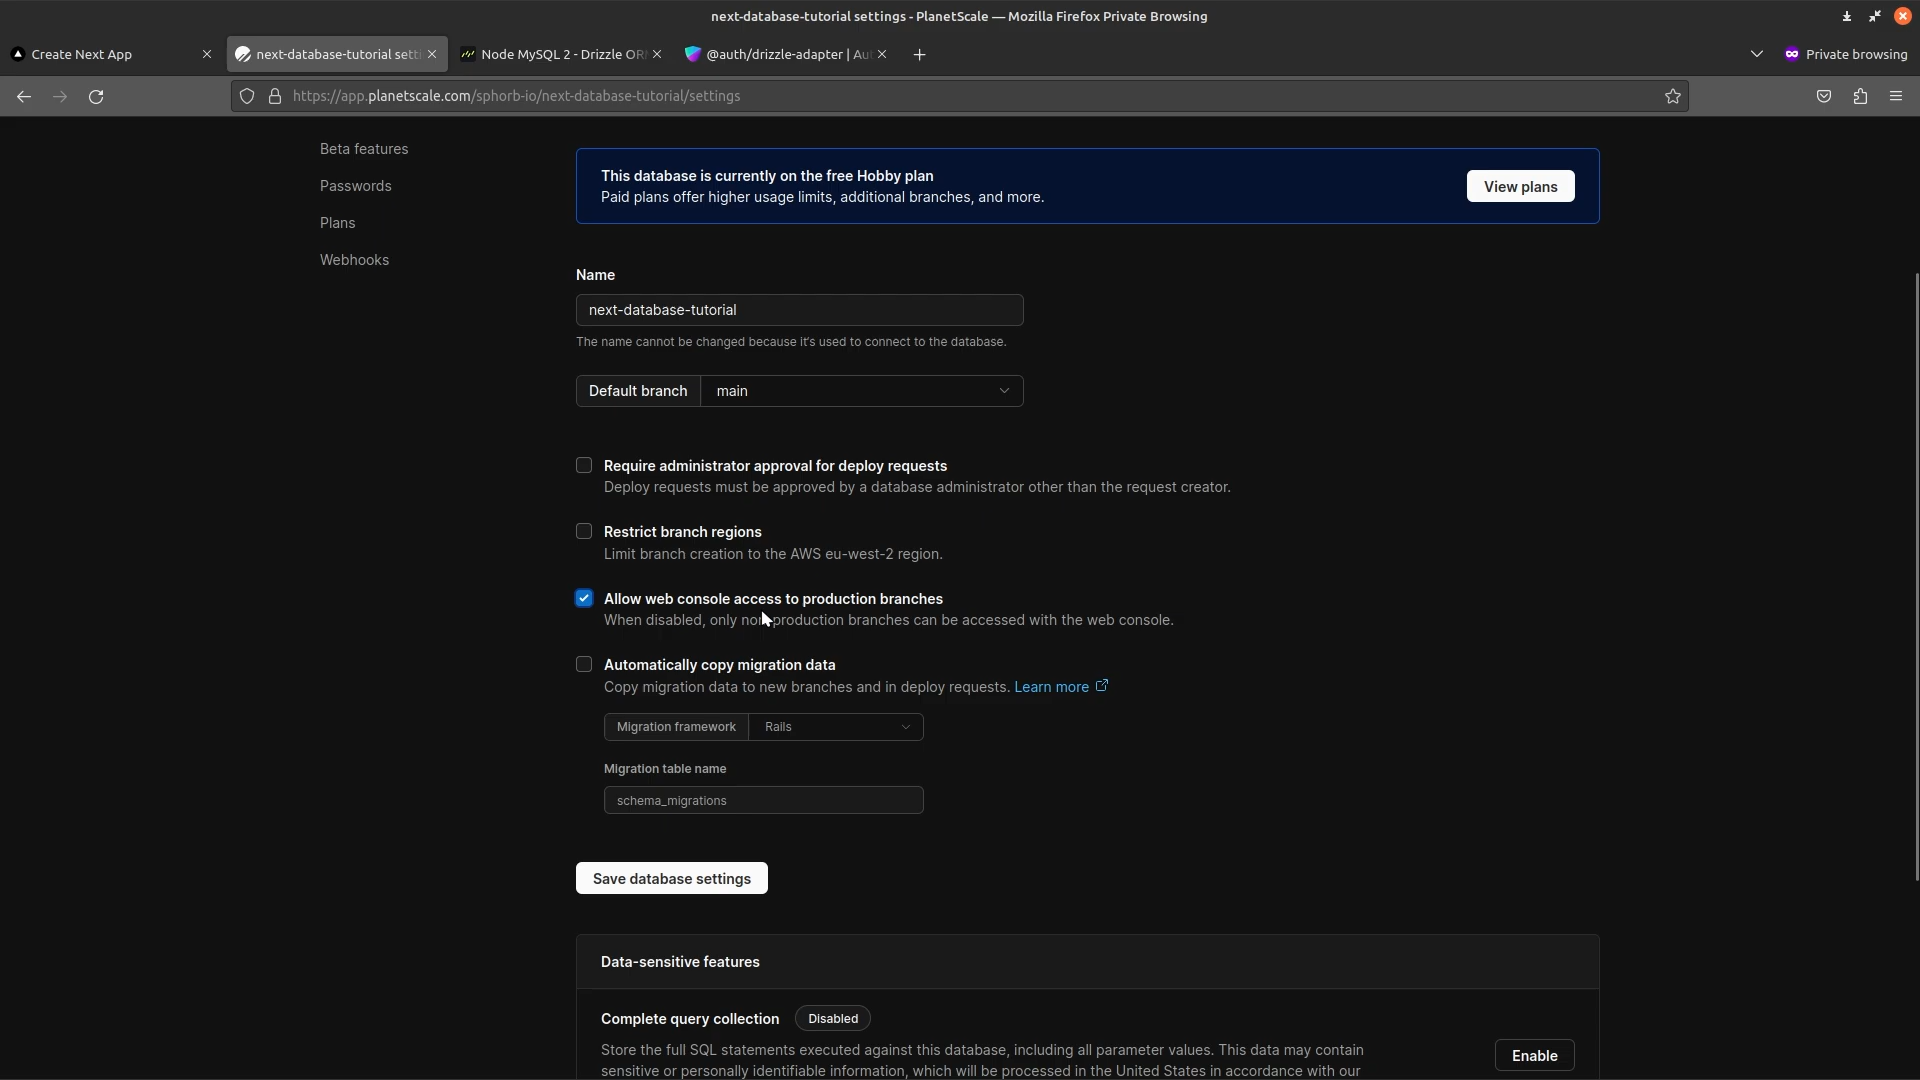 next-database-tutorial settings - PlanetScale — Mozilla Firefox Private Browsing
Create Next App
next-database-tutorial sett
Node MySQL 2 - Drizzle OR
@auth/drizzle-adapter | Au
Private browsing
https://app.planetscale.com/sphorb-io/next-database-tutorial/settings
Beta features
Passwords
Plans
Webhooks
This database is currently on the free Hobby plan
Paid plans offer higher usage limits, additional branches, and more.
View plans
Name
next-database-tutorial
The name cannot be changed because it's used to connect to the database.
Default branch
main
Require administrator approval for deploy requests
Deploy requests must be approved by a database administrator other than the request creator.
Restrict branch regions
Limit branch creation to the AWS eu-west-2 region.
Allow web console access to production branches
When disabled, only non-production branches can be accessed with the web console.
Automatically copy migration data
Copy migration data to new branches and in deploy requests. Learn more
Migration framework
Rails
Migration table name
schema_migrations
Save database settings
Data-sensitive features
Complete query collection
Disabled
Store the full SQL statements executed against this database, including all parameter values. This data may contain
sensitive or personally identifiable information, which will be processed in the United States in accordance with our
Enable